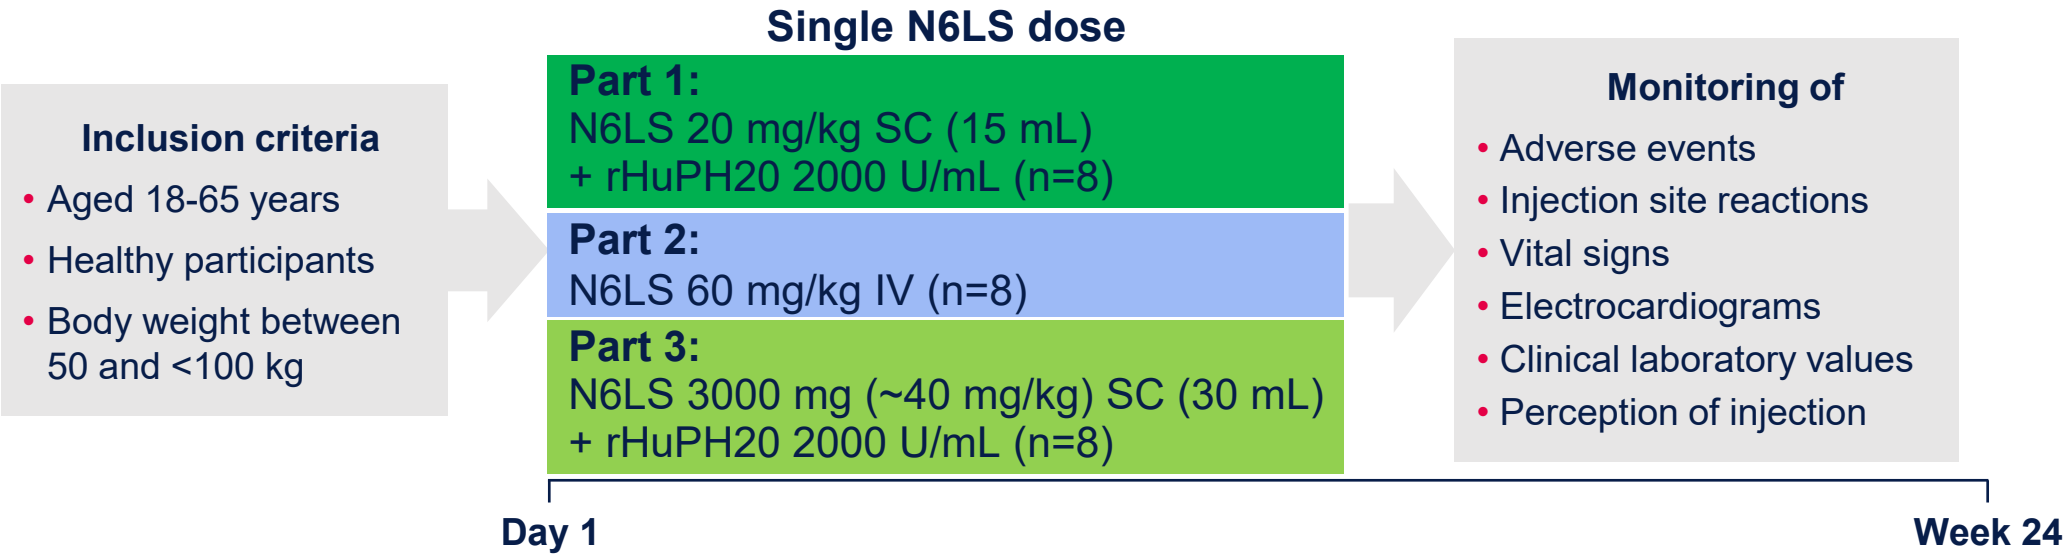 Single N6LS dose
Inclusion criteria
• Aged 18-65 years
• Healthy participants
• Body weight between
50 and <100 kg
Part 1:
N6LS 20 mg/kg SC (15 mL)
+ rHuPH20 2000 U/mL (n=8)
Part 2:
N6LS 60 mg/kg IV (n=8)
Part 3:
N6LS 3000 mg (~40 mg/kg) SC (30 mL)
+ rHuPH20 2000 U/mL (n=8)
Monitoring of
• Adverse events
• Injection site reactions
• Vital signs
• Electrocardiograms
• Clinical laboratory values
• Perception of injection
Day 1
Week 24